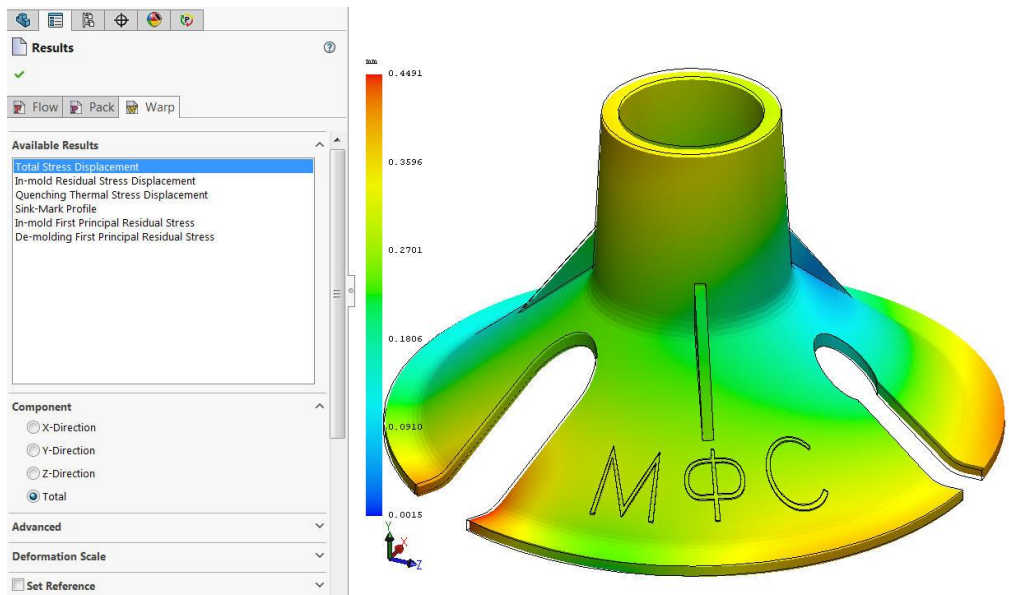 Results
Flow
Pack
Warp
Available Results
Total Stress Displacement
In-mold Residual Stress Displacement
Quenching Thermal Stress Displacement
Sink-Mark Profile
In-mold First Principal Residual Stress
De-molding First Principal Residual Stress
Component
X-Direction
Y-Direction
Z-Direction
Total
Advanced
Deformation Scale
Set Reference
mm
0.4491
0.3596
0.2701
0.1806
0.0910
0.0015
Y
X
Z
МФС